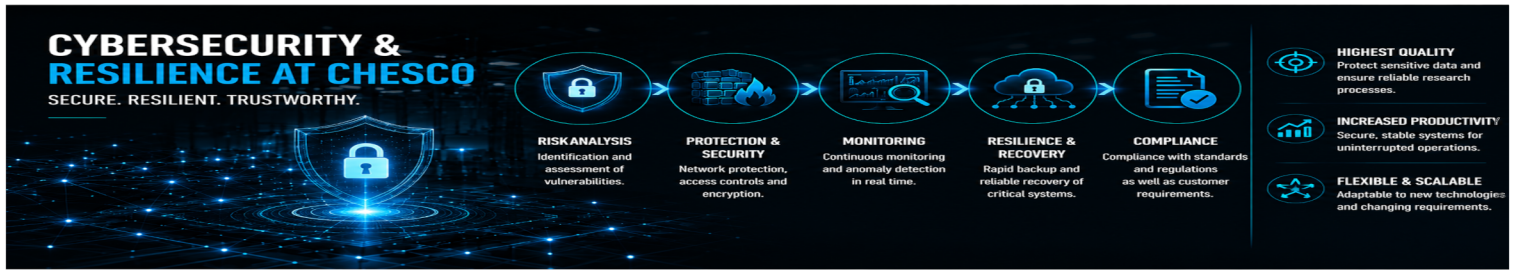 CYBERSECURITY &
RESILIENCE AT CHESCO
SECURE. RESILIENT. TRUSTWORTHY.
RISK ANALYSIS
Identification and
assessment of
vulnerabilities.
PROTECTION &
SECURITY
Network protection,
access controls and
encryption.
MONITORING
Continuous monitoring
and anomaly detection
in real time.
RESILIENCE &
RECOVERY
Rapid backup and
reliable recovery of
critical systems.
COMPLIANCE
Compliance with standards
and regulations
as well as customer
requirements.
HIGHEST QUALITY
Protect sensitive data and
ensure reliable research
processes.
INCREASED PRODUCTIVITY
Secure, stable systems for
uninterrupted operations.
FLEXIBLE & SCALABLE
Adaptable to new technologies
and changing requirements.